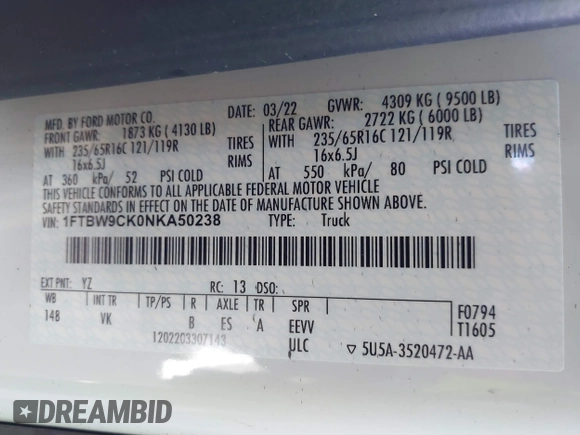 MFD. BY FORD MOTOR CO. DATE: 03/22 GVWR: 4309 KG ( 9500 LB)
FRONT GAWR: 1873 KG ( 4130 LB) REAR GAWR: 2722 KG ( 6000 LB)
WITH 235/65R16C 121/119R TIRES WITH 235/65R16C 121/119R TIRES
16x6.5J RIMS 16x6.5J RIMS
AT 360 kPa/ 52 PSI COLD AT 550 kPa/ 80 PSI COLD
THIS VEHICLE CONFORMS TO ALL APPLICABLE FEDERAL MOTOR VEHICLE
SAFETY STANDARDS IN EFFECT ON THE DATE OF MANUFACTURE SHOWN ABOVE.
VIN: 1FTBW9CK0NKA50238 TYPE: Truck
EXT PNT: YZ RC: 13 DSO:
WB INT TR TP/PS R AXLE TR SPR F0794
148 VK B ES A EEVV T1605
1202203307143 ULC ▽ 5U5A-3520472-AA
DREAMBID